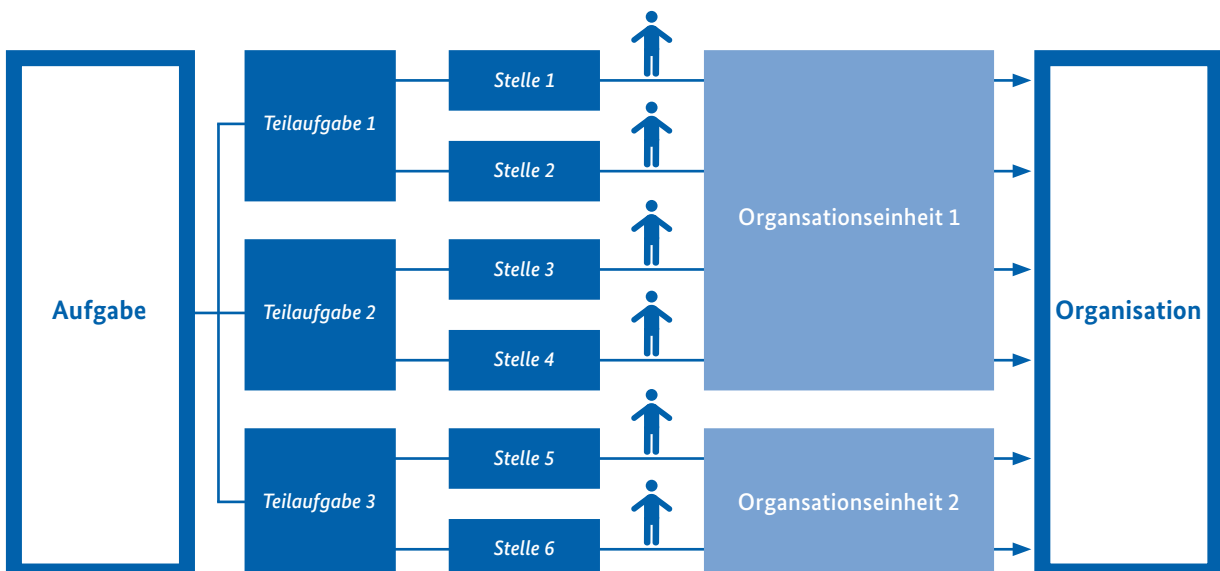 Aufgabe
Teilaufgabe 1
Teilaufgabe 2
Teilaufgabe 3
Stelle 1
Stelle 2
Stelle 3
Stelle 4
Stelle 5
Stelle 6
Organsationseinheit 1
Organsationseinheit 2
Organisation